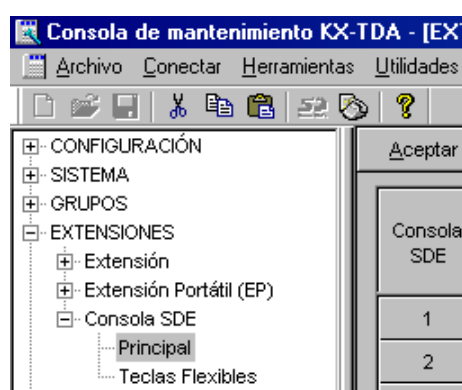 Consola de mantenimiento KX-TDA - [EXT
Archivo Conectar Herramientas Utilidades
CONFIGURACIÓN
SISTEMA
GRUPOS
EXTENSIONES
Extensión
Extensión Portátil (EP)
Consola SDE
Principal
Teclas Flexibles
Aceptar
Consola
SDE
1
2